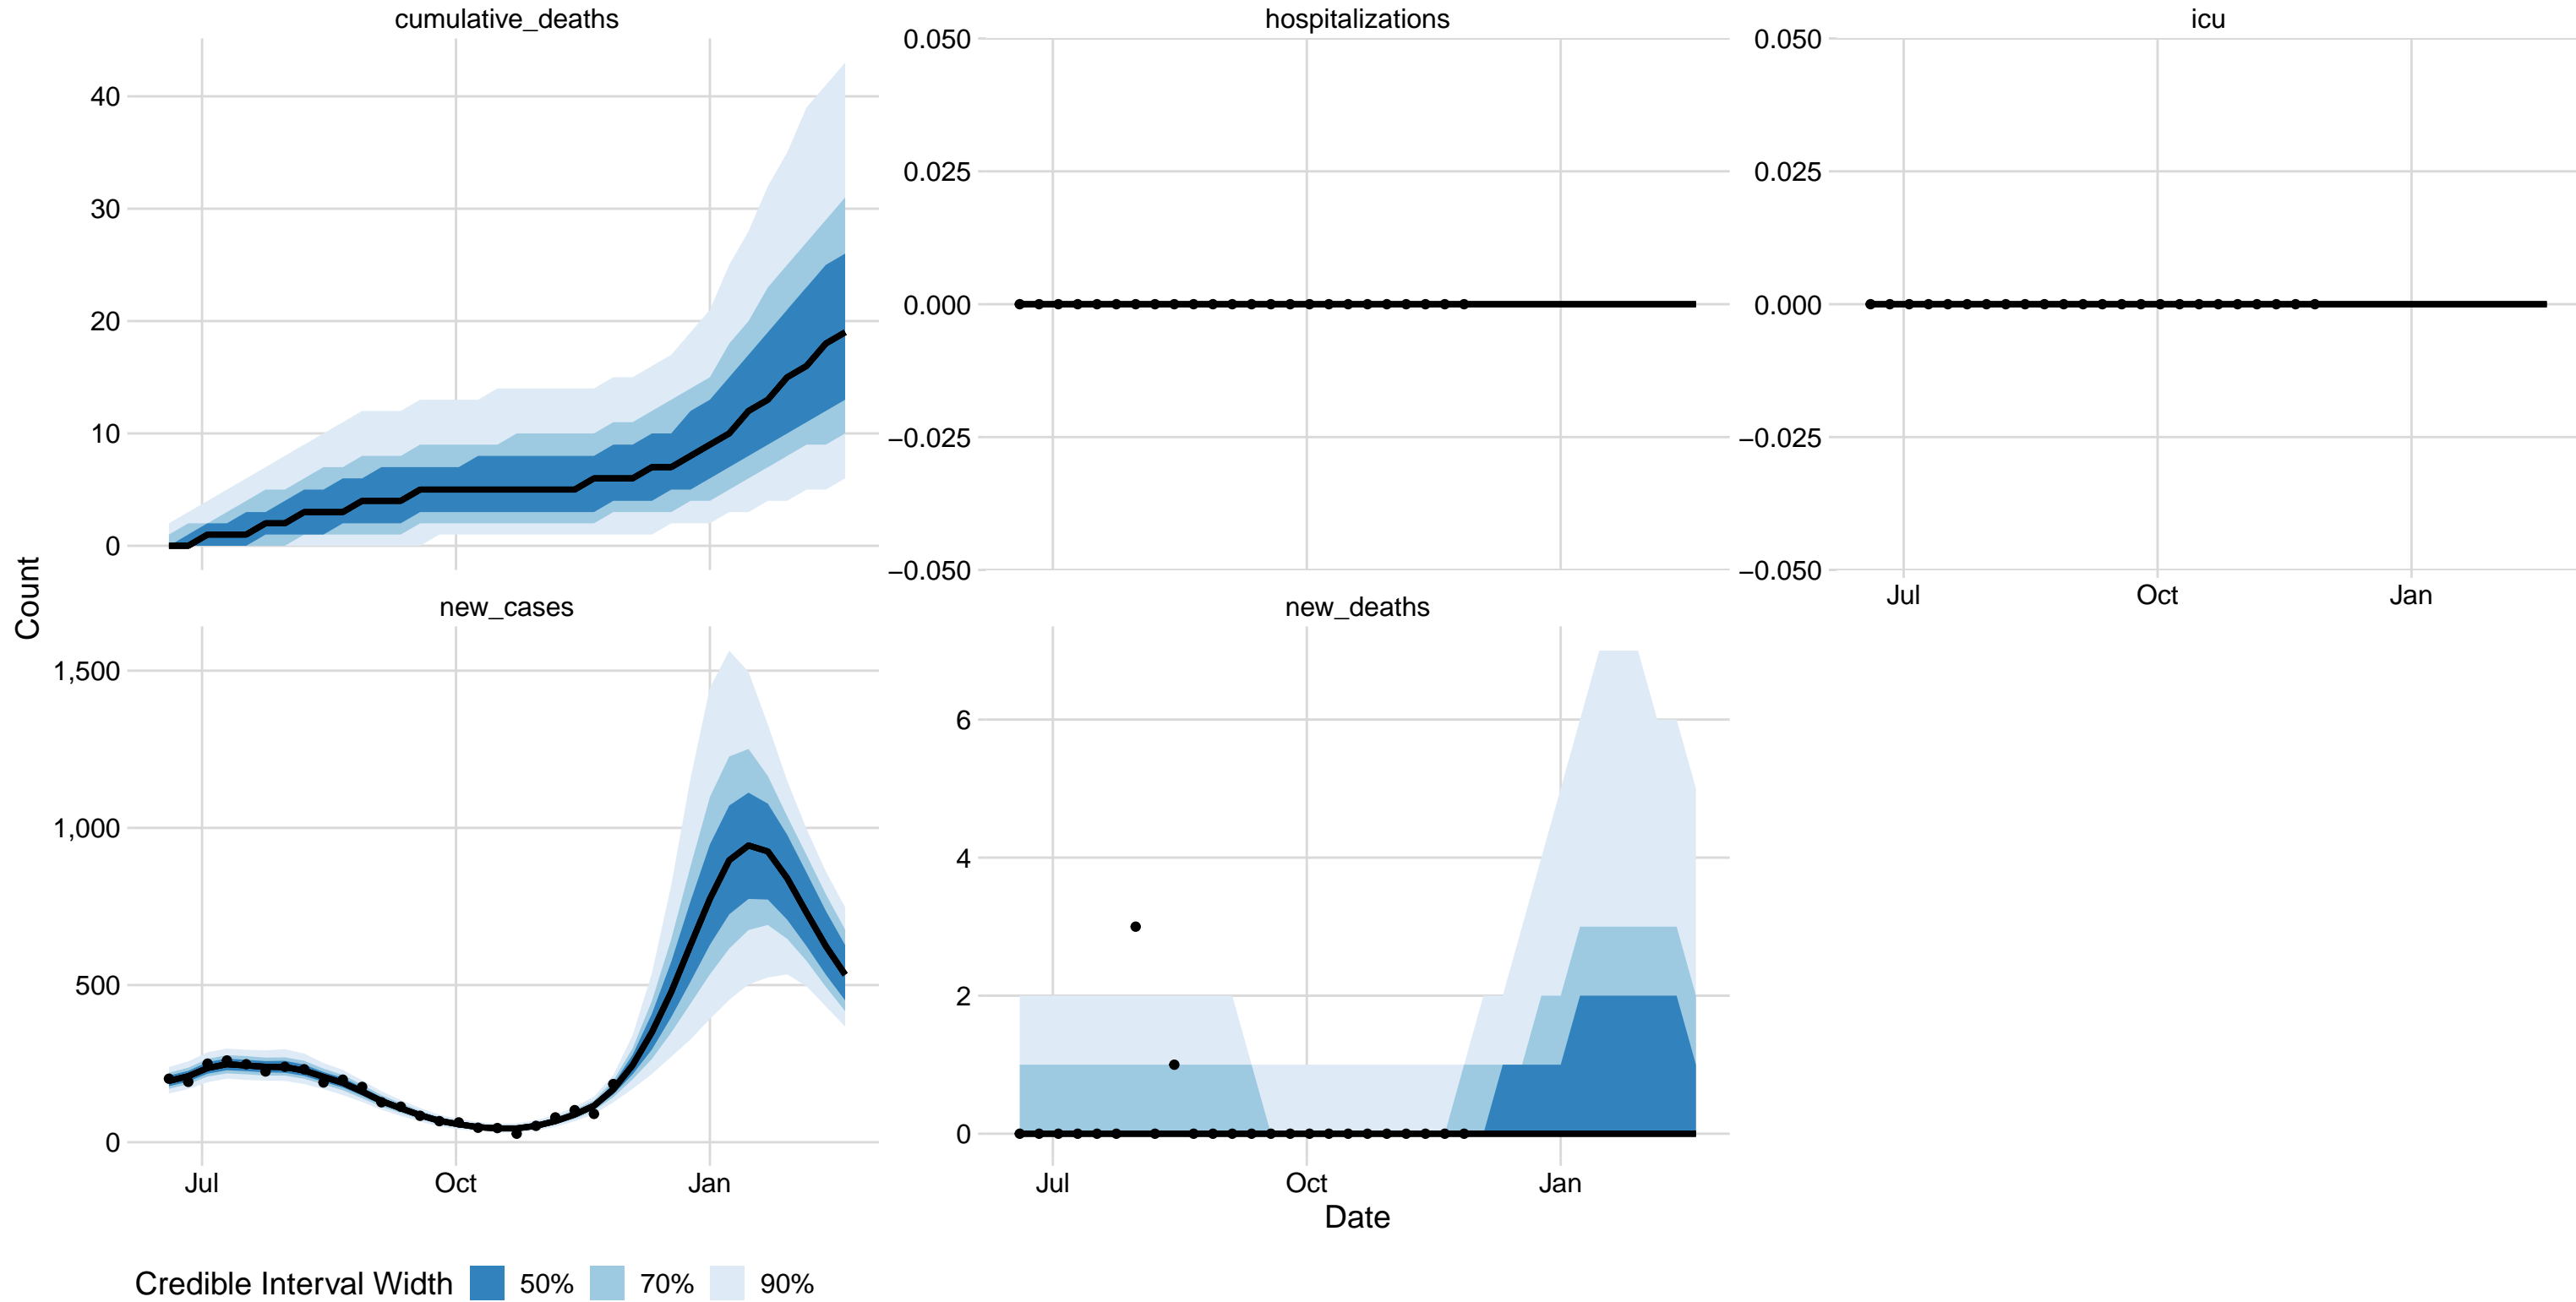 cumulative_deaths
hospitalizations
icu
40
30
20
10
0
0.050
0.025
0.000
−0.025
−0.050
0.050
0.025
0.000
−0.025
−0.050
Jul Oct Jan
Count
new_cases
new_deaths
1,500
1,000
500
0
Jul Oct Jan
6
4
2
0
Jul Oct Jan
Date
Credible Interval Width 50% 70% 90%